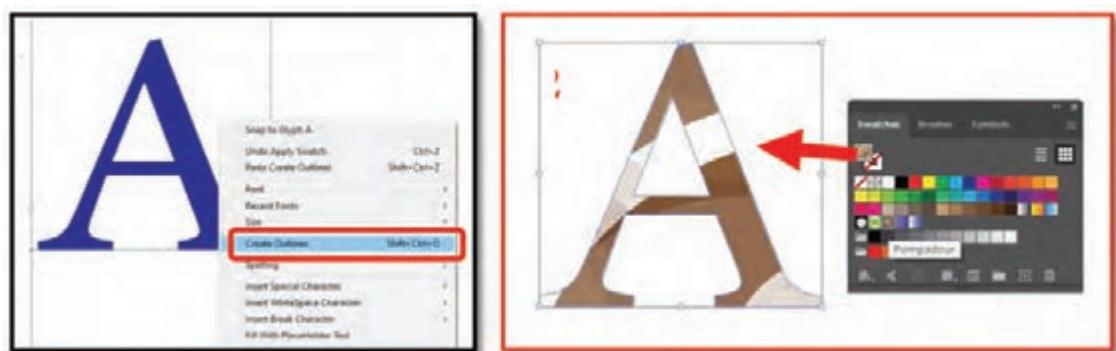 A
Snap to Glyph A
Undo Apply Swatch Ctrl+Z
Redo Create Outlines Shift+Ctrl+Z
Font
Recent Fonts
Size
Create Outlines Shift+Ctrl+O
Spelling
Insert Special Character
Insert WhiteSpace Character
Insert Break Character
Fill With Placeholder Text
A
Swatches Brushes Symbols
Pompadour